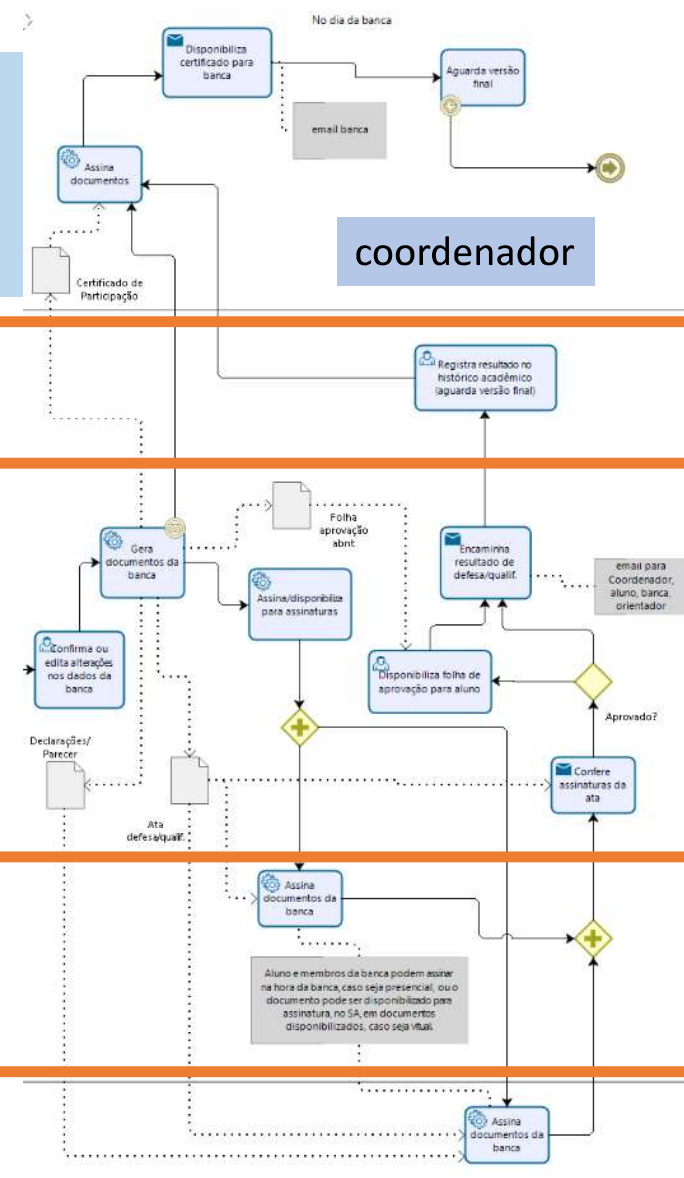 No dia da banca
Disponibiliza
certificado para
banca
Aguarda versão
final
email banca
Assina
documentos
coordenador
Certificado de
Participação
Registra resultado no
histórico acadêmico
(aguarda versão final)
Folha
aprovação
abnt
Gera
documentos da
banca
Encaminha
resultado de
defesa/qualif.
email para
Coordenador,
aluno, banca,
orientador
Assina/disponibiliza
para assinaturas
Confirma ou
edita alterações
nos dados da
banca
Disponibiliza folha de
aprovação para aluno
Aprovado?
Declarações/
Parecer
Confere
assinaturas da
ata
Ata
defesa/qualif.
Assina
documentos da
banca
Aluno e membros da banca podem assinar
na hora da banca, caso seja presencial, ou o
documento pode ser disponibilizado para
assinatura, no SA, em documentos
disponibilizados, caso seja vitual.
Assina
documentos da
banca